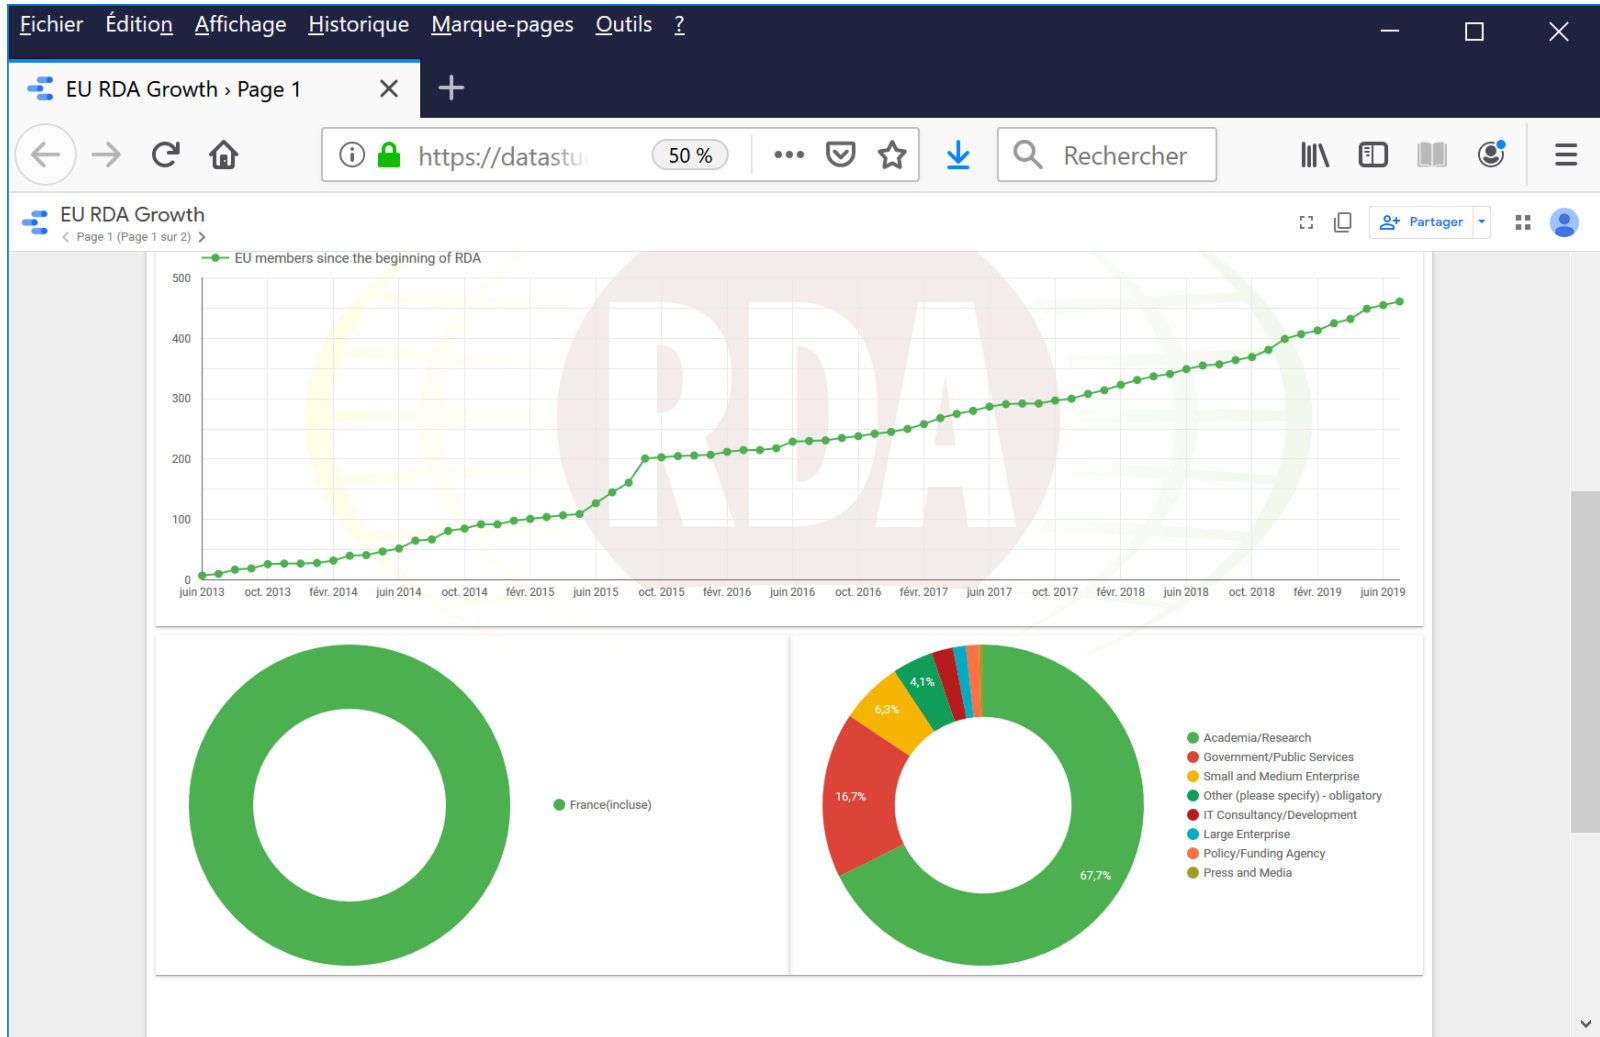 Fichier Édition Affichage Historique Marque-pages Outils ?
EU RDA Growth › Page 1
https://datastu
50 %
Rechercher
EU RDA Growth
Page 1 (Page 1 sur 2)
Partager
EU members since the beginning of RDA
500
400
300
200
100
0
juin 2013 oct. 2013 févr. 2014 juin 2014 oct. 2014 févr. 2015 juin 2015 oct. 2015 févr. 2016 juin 2016 oct. 2016 févr. 2017 juin 2017 oct. 2017 févr. 2018 juin 2018 oct. 2018 févr. 2019 juin 2019
RDA
France(incluse)
4,1%
6,3%
16,7%
67,7%
Academia/Research
Government/Public Services
Small and Medium Enterprise
Other (please specify) - obligatory
IT Consultancy/Development
Large Enterprise
Policy/Funding Agency
Press and Media